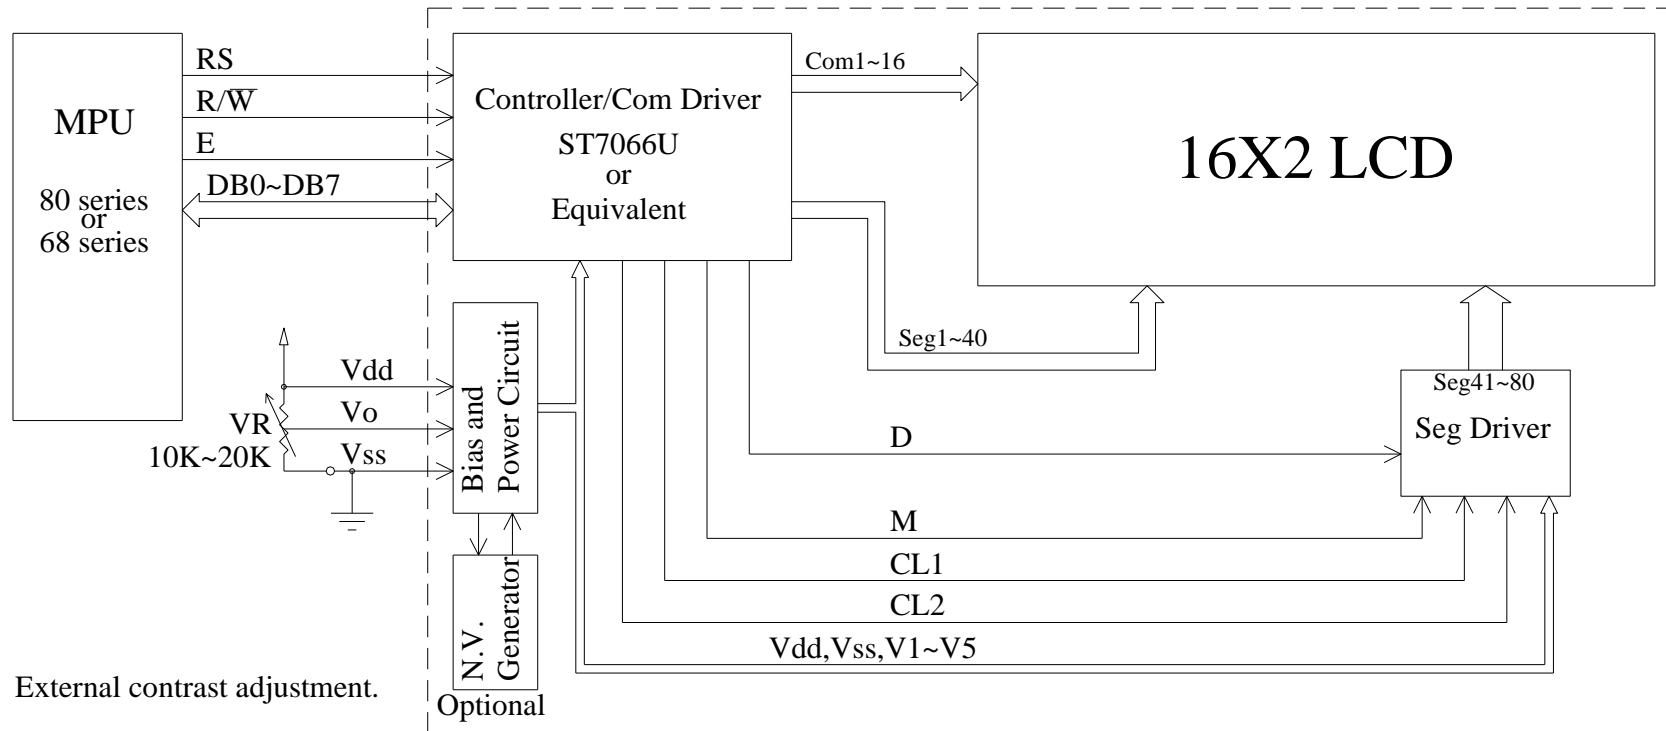 MPU
80 series
or
68 series
RS
R/W̅
E
DB0~DB7
Controller/Com Driver
ST7066U
or
Equivalent
Com1~16
16X2 LCD
Seg1~40
Seg41~80
Seg Driver
Vdd
Vo
Vss
VR
10K~20K
Bias and
Power Circuit
D
M
CL1
CL2
Vdd,Vss,V1~V5
N.V.
Generator
Optional
External contrast adjustment.